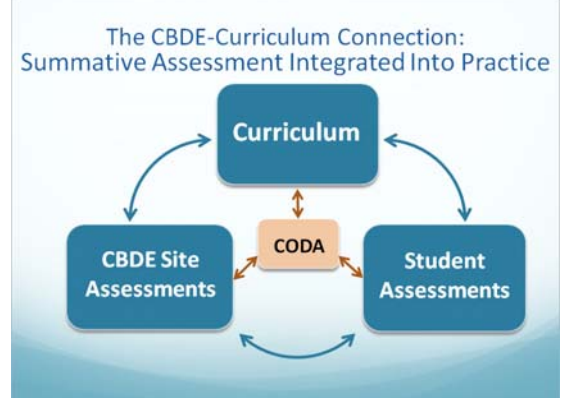 The CBDE-Curriculum Connection:
Summative Assessment Integrated Into Practice
Curriculum
CODA
CBDE Site
Assessments
Student
Assessments